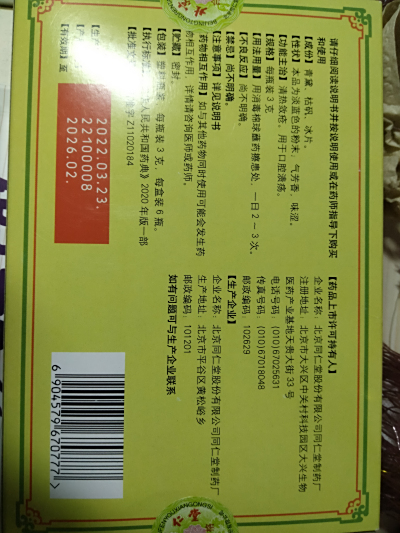 请仔细阅读说明书并按说明使用或在药师指导下购买
和使用
【成份】青黛、枯矾、冰片。
【性状】本品为淡蓝色的粉末；气芳香，味涩。
【功能主治】清热敛疮。用于口腔溃疡。
【规格】每瓶装3克
【用法用量】用消毒棉球蘸药擦患处，一日2－3次。
【不良反应】尚不明确。
【禁忌】尚不明确。
【注意事项】详见说明书
【药物相互作用】如与其他药物同时使用可能会发生药
物相互作用，详情请咨询医师或药师。
【贮藏】密封。
【包装】塑料瓶装，每瓶装3克，每盒装6瓶。
【执行标准】《中华人民共和国药典》2020年版一部
【批准文号】国药准字Z11020184
【有效期】至
2022.03.23.
22100008
2026.02.
【药品上市许可持有人】
企业名称：北京同仁堂股份有限公司同仁堂制药厂
注册地址：北京市大兴区中关村科技园区大兴生物
医药产业基地天贵大街33号
电话号码：(010)67025631
传真号码：(010)67018048
邮政编码：102629
【生产企业】
企业名称：北京同仁堂股份有限公司同仁堂制药厂
生产地址：北京市平谷区黄松峪乡
邮政编码：101201
如有问题可与生产企业联系
6904579670777